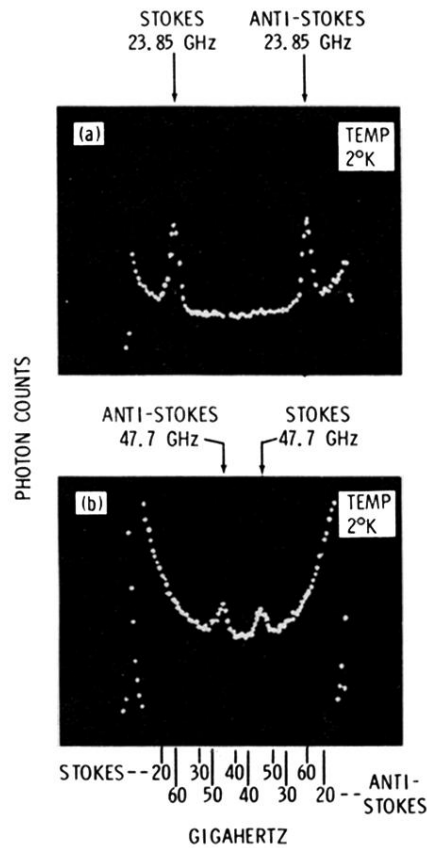 STOKES ANTI-STOKES
23.85 GHz 23.85 GHz
(a) TEMP
2°K
PHOTON COUNTS
ANTI-STOKES STOKES
47.7 GHz 47.7 GHz
(b) TEMP
2°K
STOKES--20 30 40 50 60 ANTI-
60 50 40 30 20 -- STOKES
GIGAHERTZ